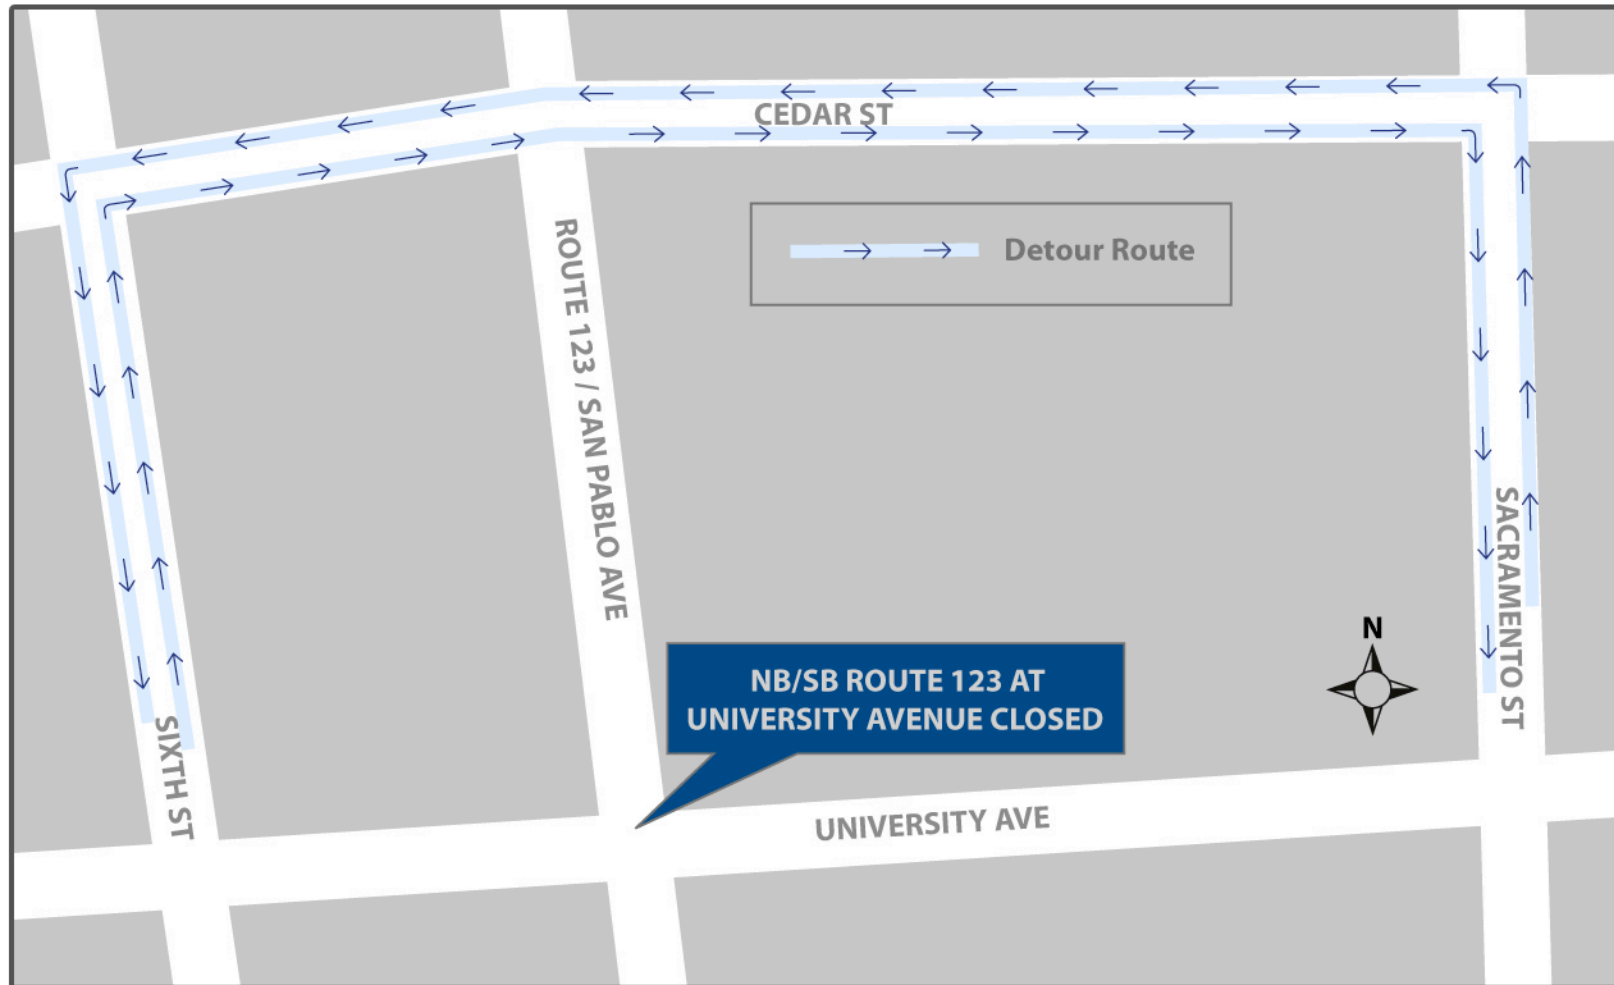 CEDAR ST
ROUTE 123 / SAN PABLO AVE
Detour Route
SACRAMENTO ST
N
NB/SB ROUTE 123 AT
UNIVERSITY AVENUE CLOSED
SIXTH ST
UNIVERSITY AVE